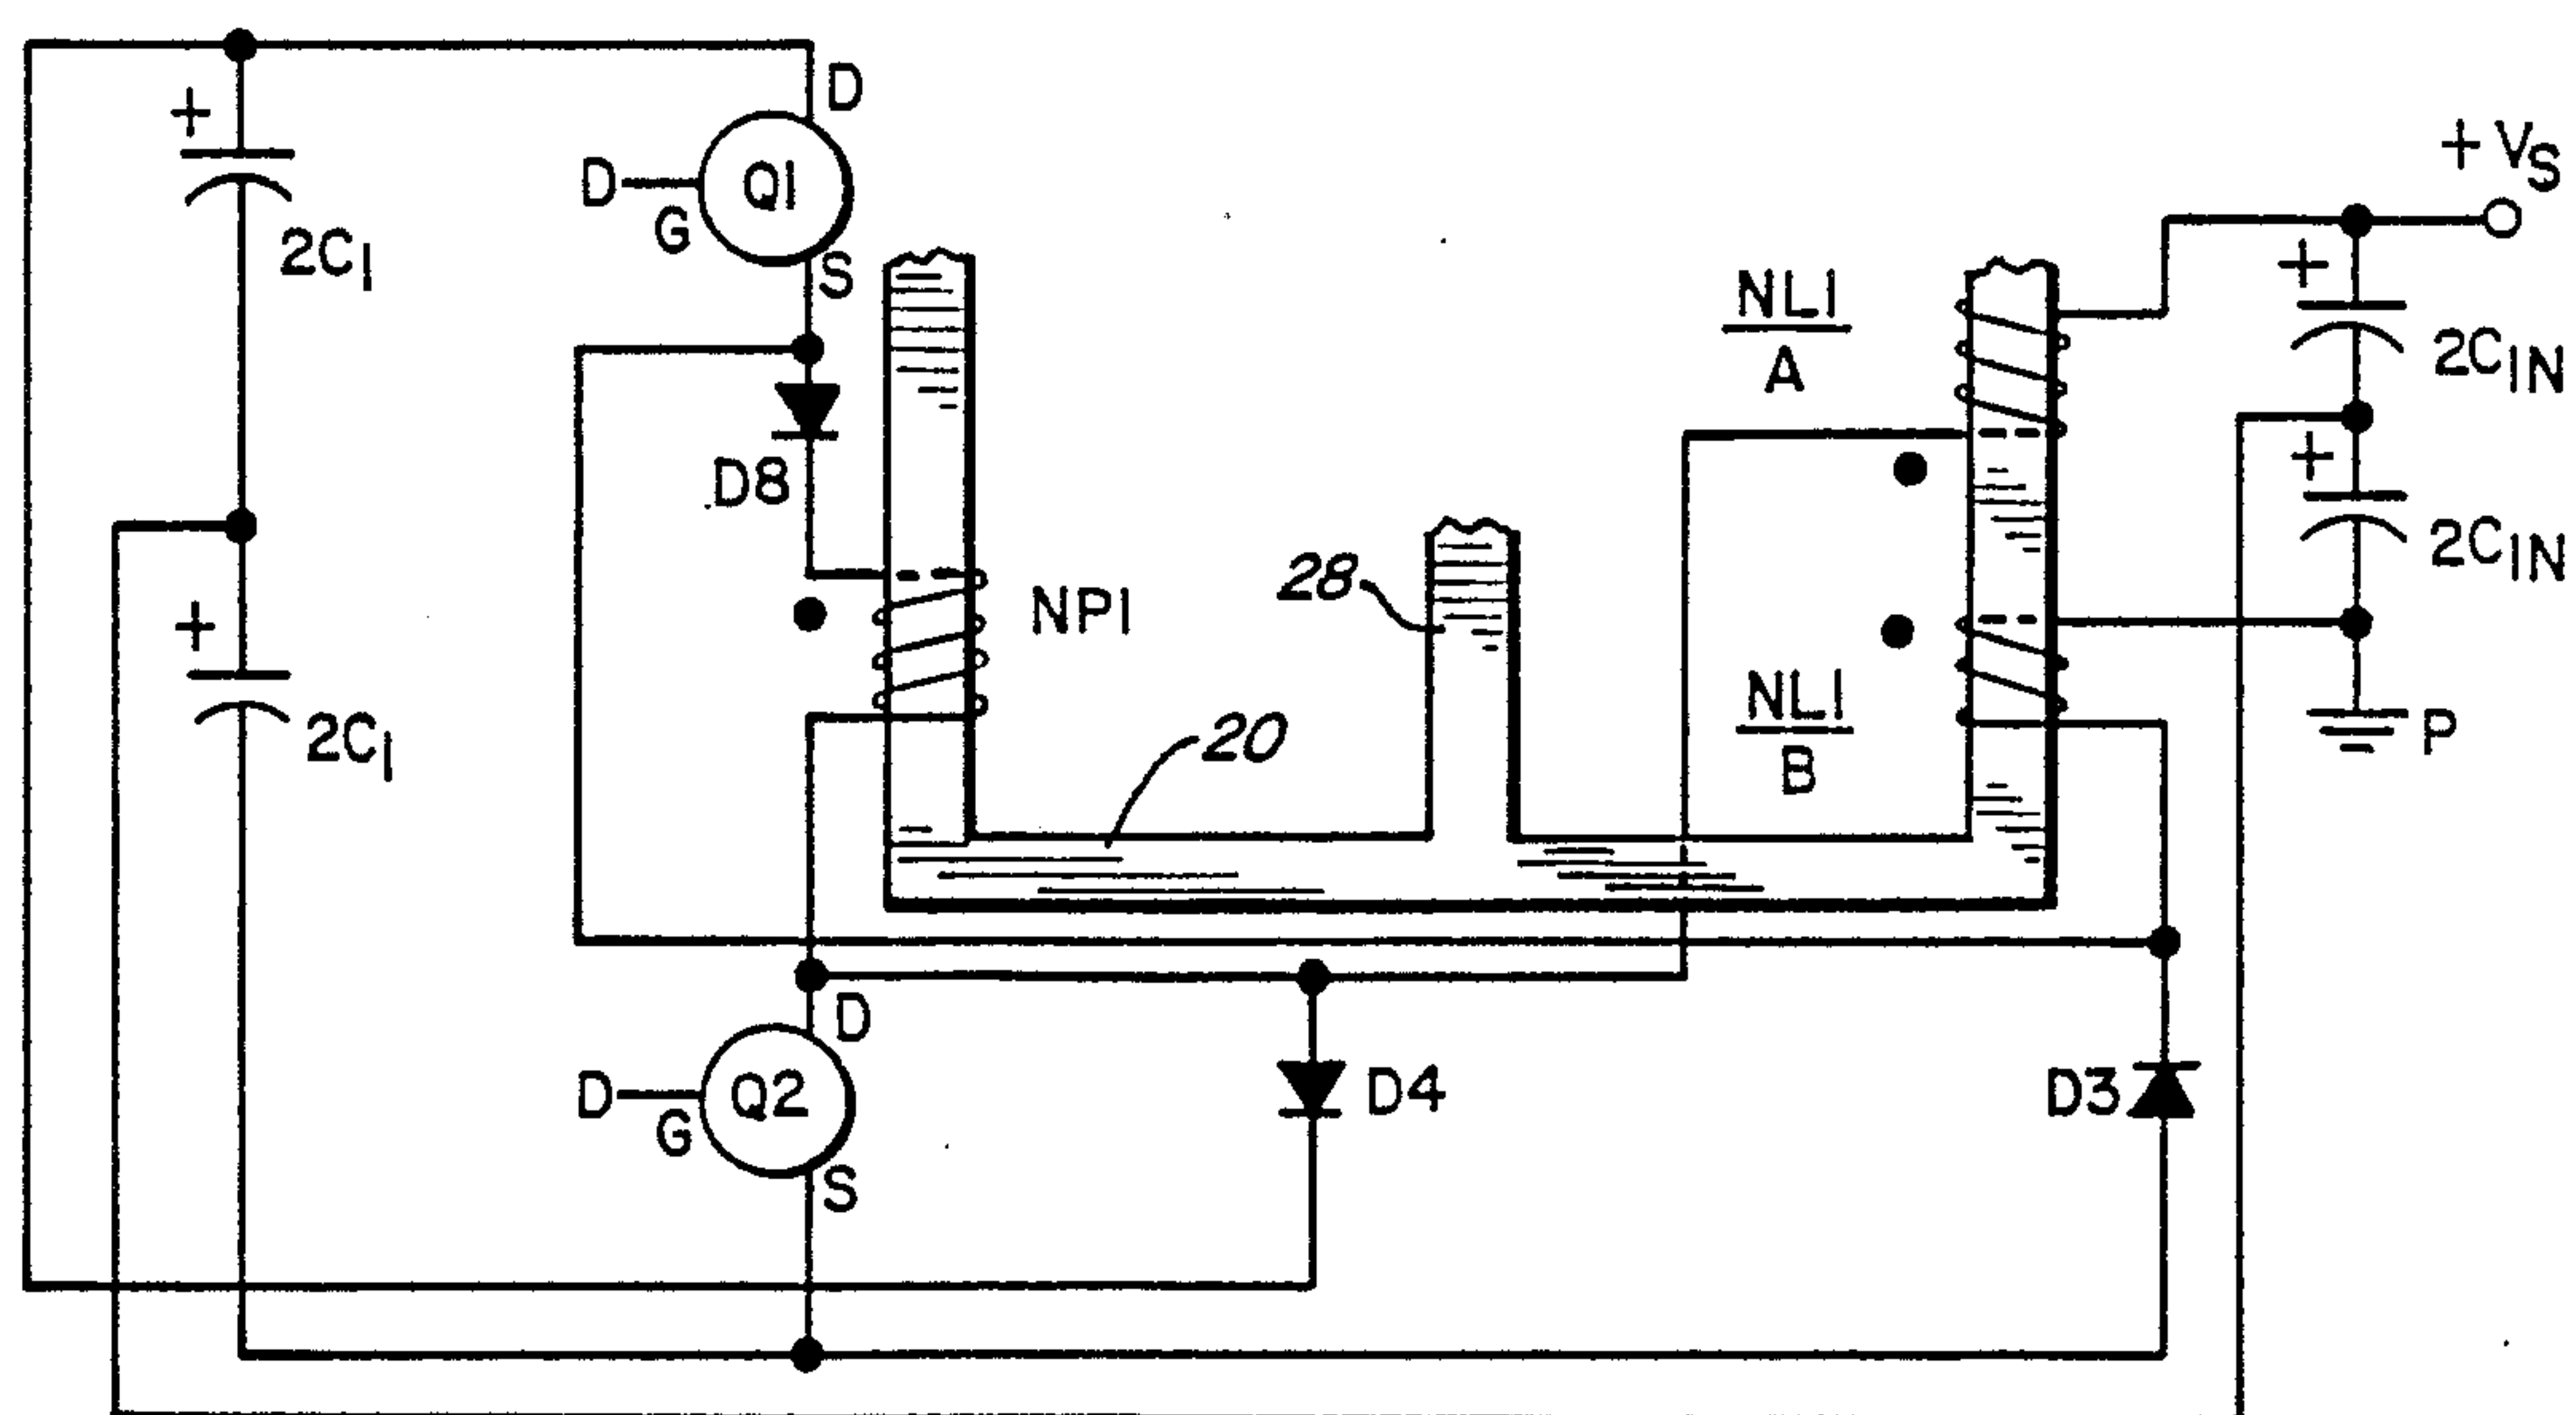 D
+
Q1
D
G
S
+ VS
2C1
NL1
A
+
2CIN
D8
+
2CIN
28
NP1
+
2C1
NL1
B
20
P
D
D
Q2
G
S
D4
D3